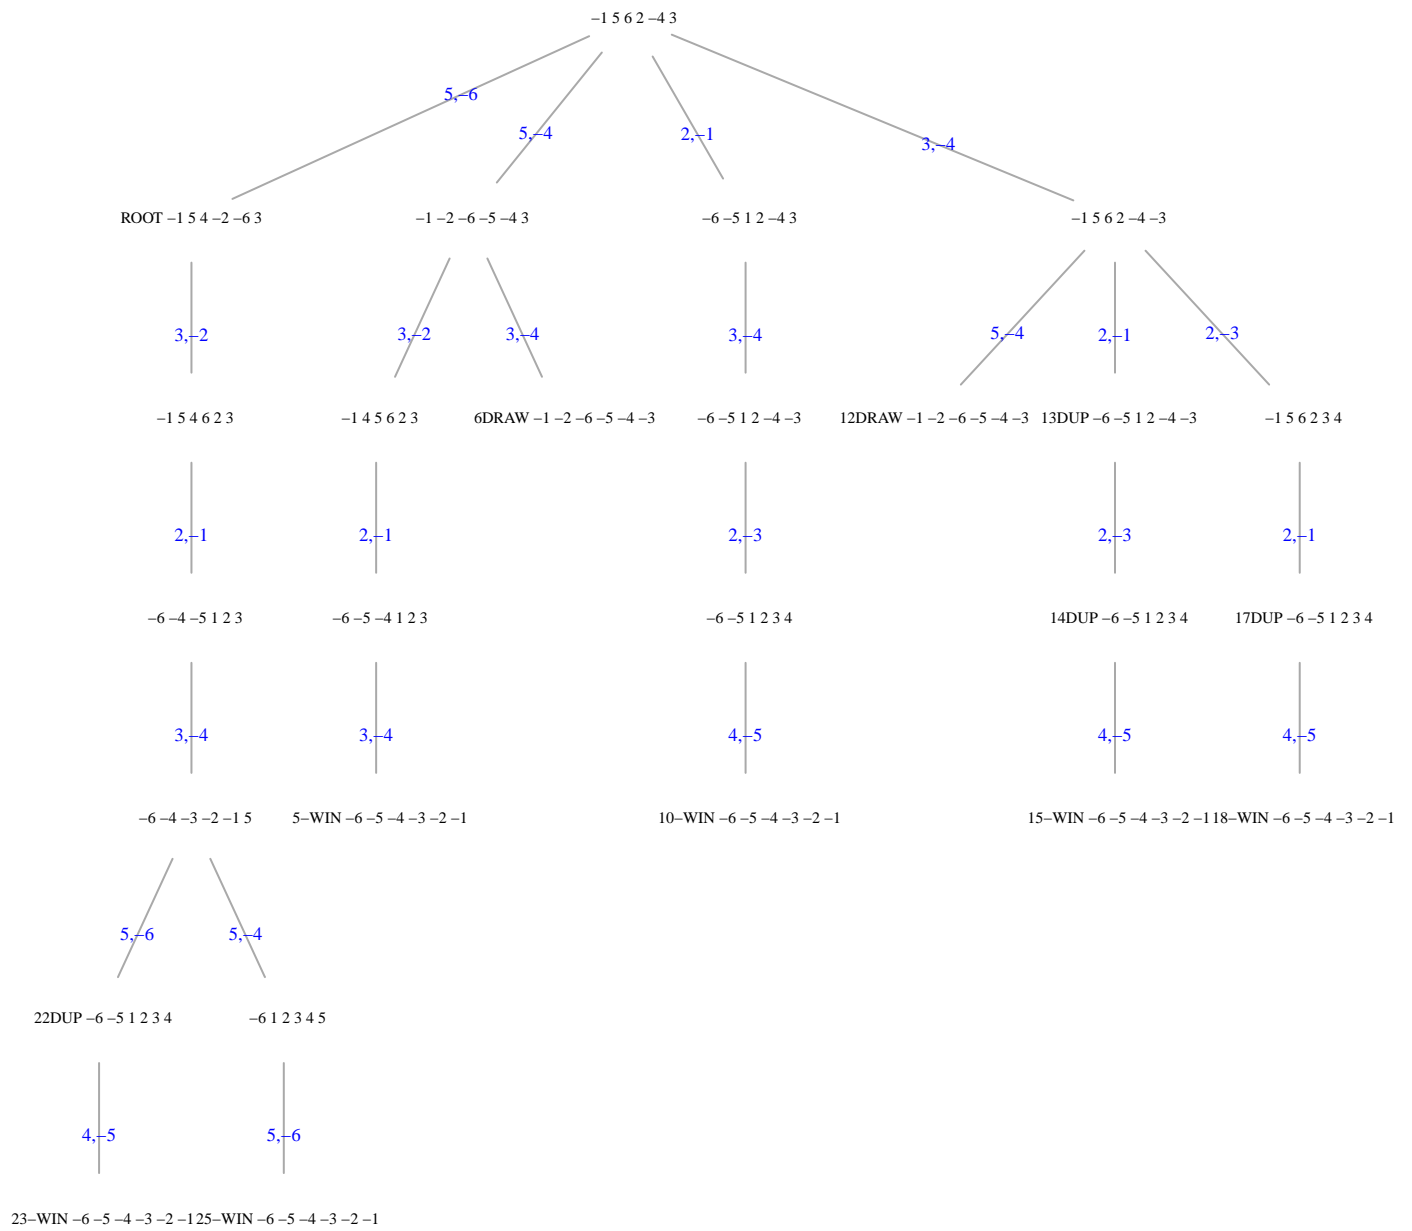 –1 5 6 2 –4 3
5,–6
5,–4
2,–1
3,–4
ROOT –1 5 4 –2 –6 3
–1 –2 –6 –5 –4 3
–6 –5 1 2 –4 3
–1 5 6 2 –4 –3
3,–2
3,–2
3,–4
3,–4
5,–4
2,–1
2,–3
–1 5 4 6 2 3
–1 4 5 6 2 3
6DRAW –1 –2 –6 –5 –4 –3
–6 –5 1 2 –4 –3
12DRAW –1 –2 –6 –5 –4 –3
13DUP –6 –5 1 2 –4 –3
–1 5 6 2 3 4
2,–1
2,–1
2,–3
2,–3
2,–1
–6 –4 –5 1 2 3
–6 –5 –4 1 2 3
–6 –5 1 2 3 4
14DUP –6 –5 1 2 3 4
17DUP –6 –5 1 2 3 4
3,–4
3,–4
4,–5
4,–5
4,–5
–6 –4 –3 –2 –1 5
5–WIN –6 –5 –4 –3 –2 –1
10–WIN –6 –5 –4 –3 –2 –1
15–WIN –6 –5 –4 –3 –2 –1
18–WIN –6 –5 –4 –3 –2 –1
5,–6
5,–4
22DUP –6 –5 1 2 3 4
–6 1 2 3 4 5
4,–5
5,–6
23–WIN –6 –5 –4 –3 –2 –1
25–WIN –6 –5 –4 –3 –2 –1